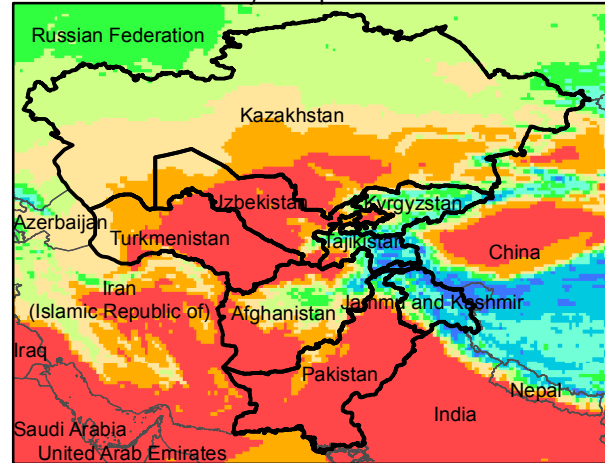 Russian Federation
Kazakhstan
Izbekistan
Kyrgyzstan
Azerbaijan
Turkmenistan
Tajikistan
China
Iran
(Islamic Republic of)
Afghanistan
Jammu and Kashmir
Iraq
Pakistan
Nepal
India
Saudi Arabia
United Arab Emirates